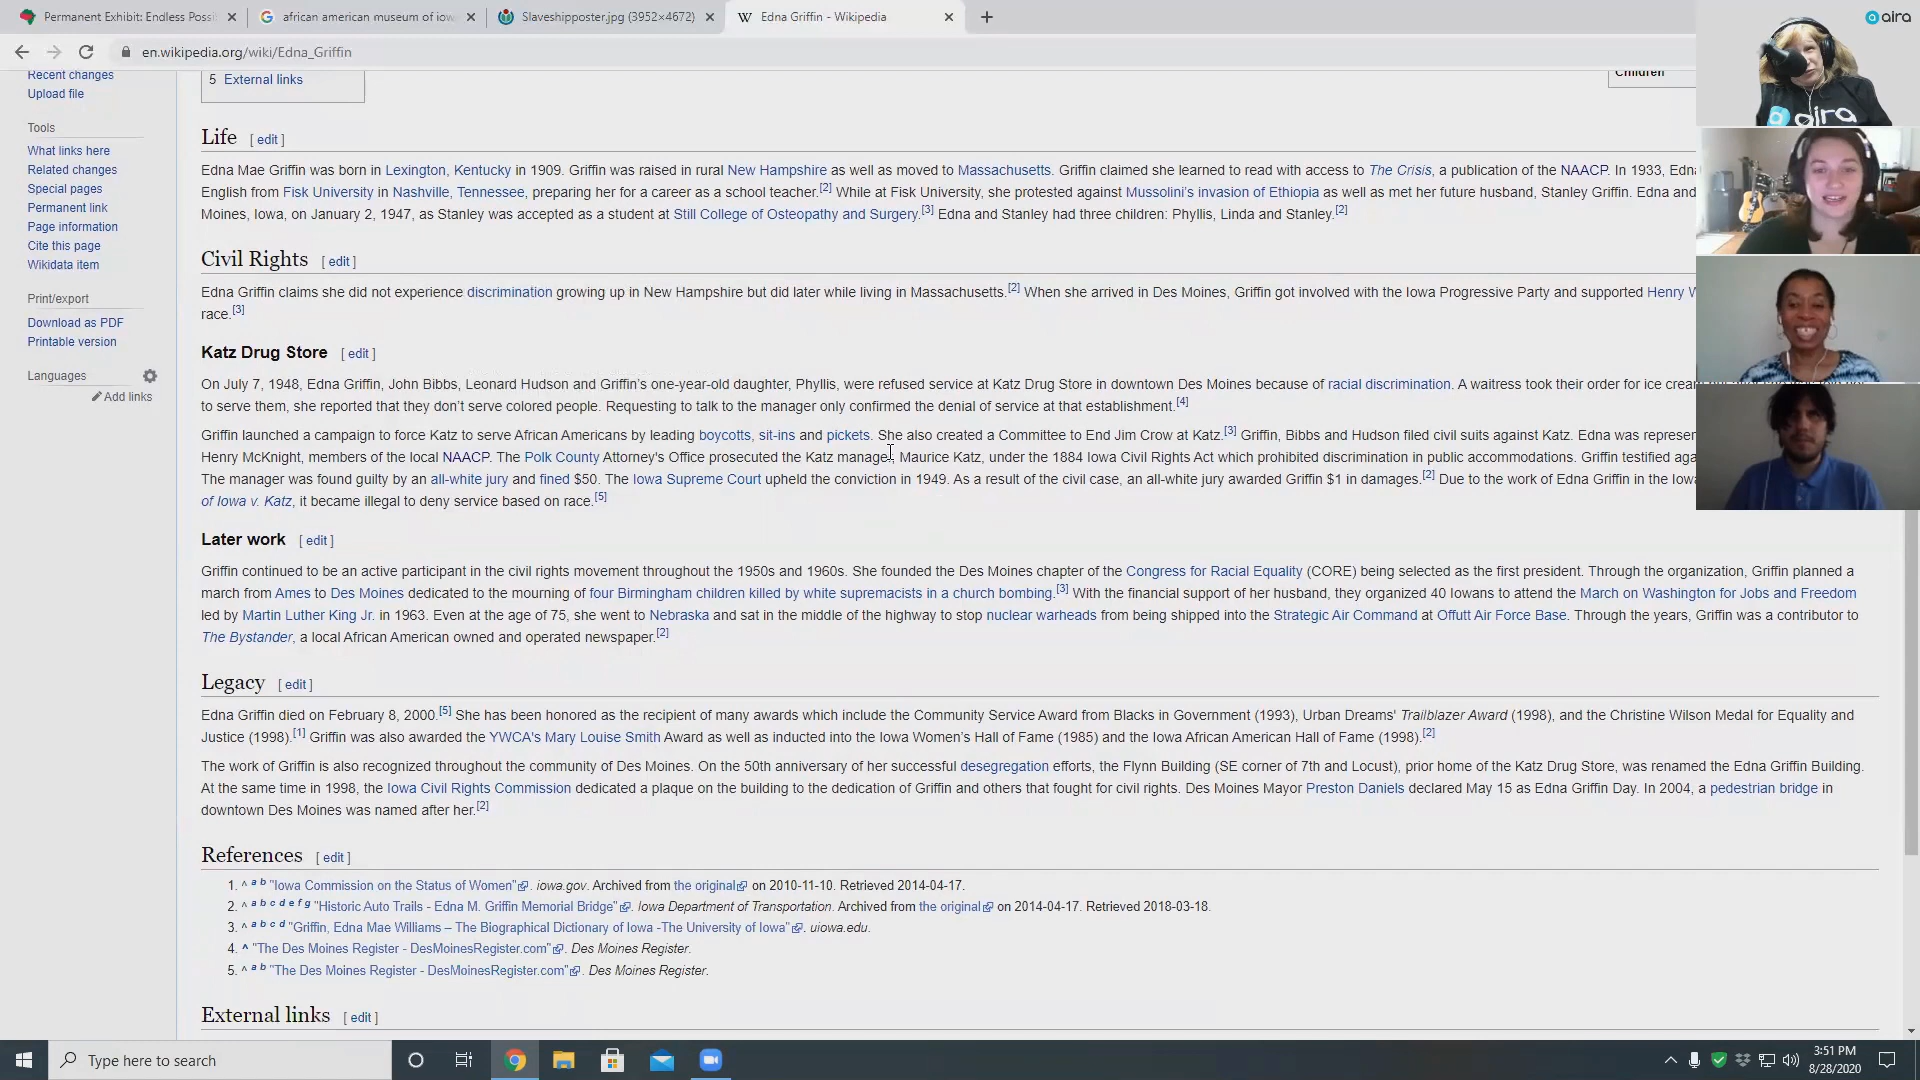 Permanent Exhibit: Endless Possi
african american museum of iow
Slaveshipposter.jpg (3952×4672)
W Edna Griffin - Wikipedia
aira
en.wikipedia.org/wiki/Edna_Griffin
Recent changes
Upload file
Tools
What links here
Related changes
Special pages
Permanent link
Page information
Cite this page
Wikidata item
Print/export
Download as PDF
Printable version
Languages
Add links
5 External links
Children
aira
Life [ edit ]
Edna Mae Griffin was born in Lexington, Kentucky in 1909. Griffin was raised in rural New Hampshire as well as moved to Massachusetts. Griffin claimed she learned to read with access to The Crisis, a publication of the NAACP. In 1933, Edna
English from Fisk University in Nashville, Tennessee, preparing her for a career as a school teacher.[2] While at Fisk University, she protested against Mussolini's invasion of Ethiopia as well as met her future husband, Stanley Griffin. Edna and
Moines, Iowa, on January 2, 1947, as Stanley was accepted as a student at Still College of Osteopathy and Surgery.[3] Edna and Stanley had three children: Phyllis, Linda and Stanley.[2]
Civil Rights [ edit ]
Edna Griffin claims she did not experience discrimination growing up in New Hampshire but did later while living in Massachusetts.[2] When she arrived in Des Moines, Griffin got involved with the Iowa Progressive Party and supported Henry W
race.[3]
Katz Drug Store [ edit ]
On July 7, 1948, Edna Griffin, John Bibbs, Leonard Hudson and Griffin's one-year-old daughter, Phyllis, were refused service at Katz Drug Store in downtown Des Moines because of racial discrimination. A waitress took their order for ice cream
to serve them, she reported that they don't serve colored people. Requesting to talk to the manager only confirmed the denial of service at that establishment.[4]
Griffin launched a campaign to force Katz to serve African Americans by leading boycotts, sit-ins and pickets. She also created a Committee to End Jim Crow at Katz.[3] Griffin, Bibbs and Hudson filed civil suits against Katz. Edna was represen
Henry McKnight, members of the local NAACP. The Polk County Attorney's Office prosecuted the Katz manager, Maurice Katz, under the 1884 Iowa Civil Rights Act which prohibited discrimination in public accommodations. Griffin testified aga
The manager was found guilty by an all-white jury and fined $50. The Iowa Supreme Court upheld the conviction in 1949. As a result of the civil case, an all-white jury awarded Griffin $1 in damages.[2] Due to the work of Edna Griffin in the Iow
of Iowa v. Katz, it became illegal to deny service based on race.[5]
Later work [ edit ]
Griffin continued to be an active participant in the civil rights movement throughout the 1950s and 1960s. She founded the Des Moines chapter of the Congress for Racial Equality (CORE) being selected as the first president. Through the organization, Griffin planned a
march from Ames to Des Moines dedicated to the mourning of four Birmingham children killed by white supremacists in a church bombing.[3] With the financial support of her husband, they organized 40 Iowans to attend the March on Washington for Jobs and Freedom
led by Martin Luther King Jr. in 1963. Even at the age of 75, she went to Nebraska and sat in the middle of the highway to stop nuclear warheads from being shipped into the Strategic Air Command at Offutt Air Force Base. Through the years, Griffin was a contributor to
The Bystander, a local African American owned and operated newspaper.[2]
Legacy [ edit ]
Edna Griffin died on February 8, 2000.[5] She has been honored as the recipient of many awards which include the Community Service Award from Blacks in Government (1993), Urban Dreams' Trailblazer Award (1998), and the Christine Wilson Medal for Equality and
Justice (1998).[1] Griffin was also awarded the YWCA's Mary Louise Smith Award as well as inducted into the Iowa Women's Hall of Fame (1985) and the Iowa African American Hall of Fame (1998).[2]
The work of Griffin is also recognized throughout the community of Des Moines. On the 50th anniversary of her successful desegregation efforts, the Flynn Building (SE corner of 7th and Locust), prior home of the Katz Drug Store, was renamed the Edna Griffin Building.
At the same time in 1998, the Iowa Civil Rights Commission dedicated a plaque on the building to the dedication of Griffin and others that fought for civil rights. Des Moines Mayor Preston Daniels declared May 15 as Edna Griffin Day. In 2004, a pedestrian bridge in
downtown Des Moines was named after her.[2]
References [ edit ]
1. ^ a b "Iowa Commission on the Status of Women". iowa.gov. Archived from the original on 2010-11-10. Retrieved 2014-04-17.
2. ^ a b c d e f g "Historic Auto Trails - Edna M. Griffin Memorial Bridge". Iowa Department of Transportation. Archived from the original on 2014-04-17. Retrieved 2018-03-18.
3. ^ a b c d "Griffin, Edna Mae Williams – The Biographical Dictionary of Iowa -The University of Iowa". uiowa.edu.
4. ^ "The Des Moines Register - DesMoinesRegister.com". Des Moines Register.
5. ^ a b "The Des Moines Register - DesMoinesRegister.com". Des Moines Register.
External links [ edit ]
Type here to search
3:51 PM
8/28/2020